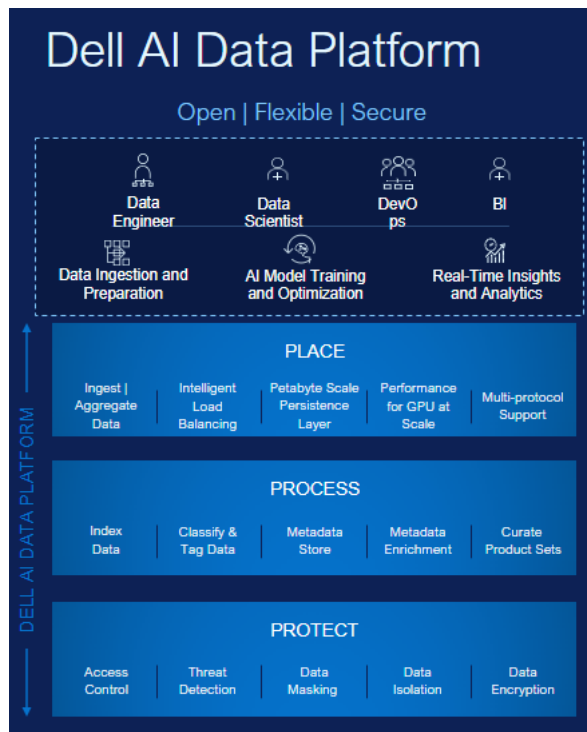 Dell AI Data Platform
Open | Flexible | Secure
Data
Engineer
Data
Scientist
DevO
ps
BI
Data Ingestion and
Preparation
AI Model Training
and Optimization
Real-Time Insights
and Analytics
DELL AI DATA PLATFORM
PLACE
Ingest |
Aggregate
Data
Intelligent
Load
Balancing
Petabyte Scale
Persistence
Layer
Performance
for GPU at
Scale
Multi-protocol
Support
PROCESS
Index
Data
Classify &
Tag Data
Metadata
Store
Metadata
Enrichment
Curate
Product Sets
PROTECT
Access
Control
Threat
Detection
Data
Masking
Data
Isolation
Data
Encryption